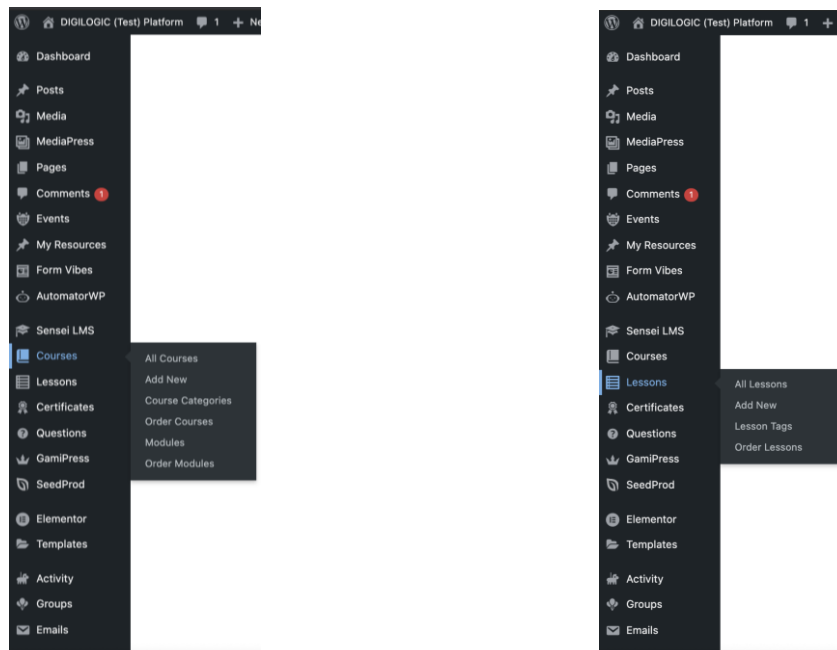 DIGILOGIC (Test) Platform 1 + Ne
Dashboard
Posts
Media
MediaPress
Pages
Comments 1
Events
My Resources
Form Vibes
AutomatorWP
Sensei LMS
Courses
All Courses
Add New
Course Categories
Order Courses
Modules
Order Modules
Lessons
Certificates
Questions
GamiPress
SeedProd
Elementor
Templates
Activity
Groups
Emails
DIGILOGIC (Test) Platform 1 +
Dashboard
Posts
Media
MediaPress
Pages
Comments 1
Events
My Resources
Form Vibes
AutomatorWP
Sensei LMS
Courses
Lessons
All Lessons
Add New
Lesson Tags
Order Lessons
Certificates
Questions
GamiPress
SeedProd
Elementor
Templates
Activity
Groups
Emails